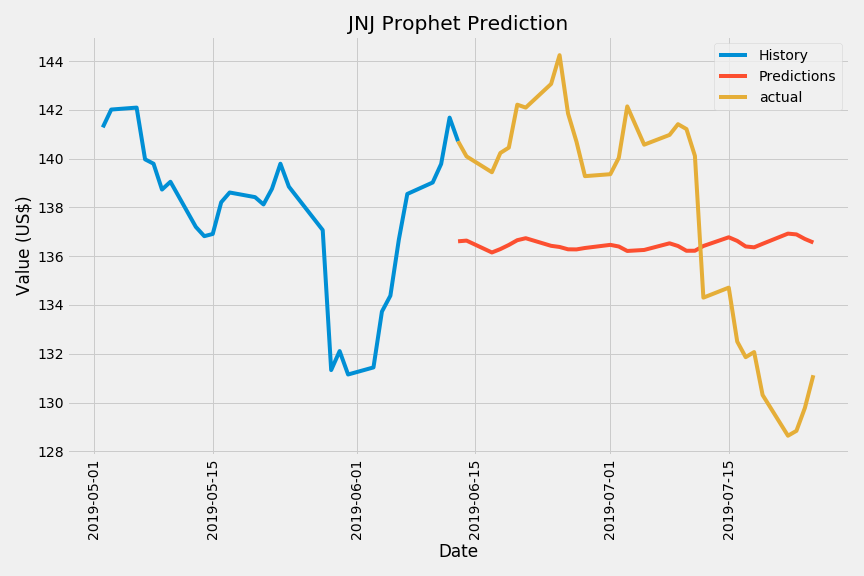 JNJ Prophet Prediction
History
Predictions
actual
Value (US$)
144
142
140
138
136
134
132
130
128
2019-05-01
2019-05-15
2019-06-01
2019-06-15
2019-07-01
2019-07-15
Date